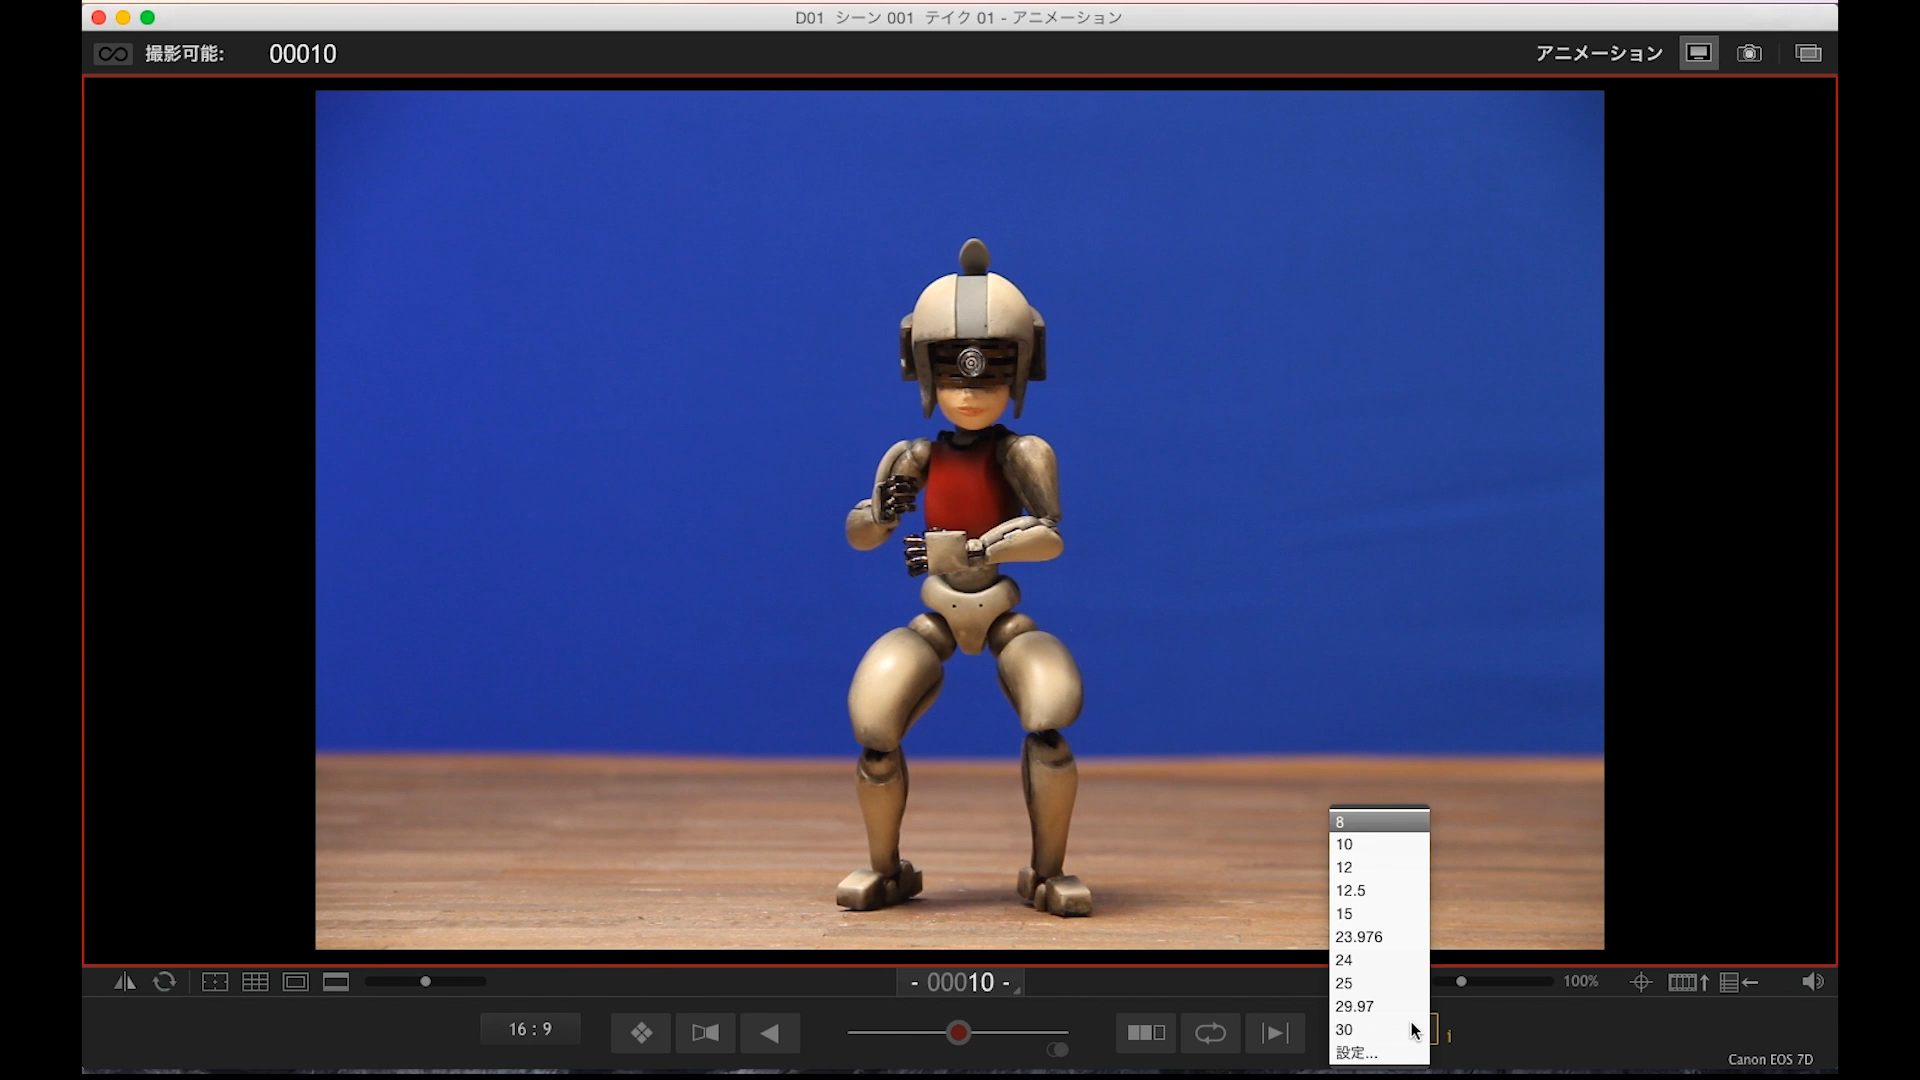 D01 シーン 001 テイク 01 - アニメーション
撮影可能: 00010
アニメーション
- 00010 -
100%
16 : 9
8
10
12
12.5
15
23.976
24
25
29.97
30
設定...
i
Canon EOS 7D